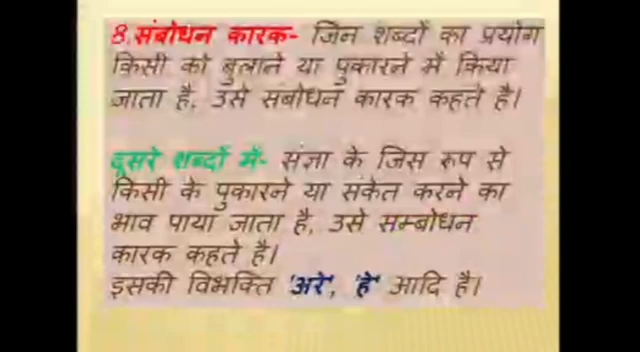 8.संबोधन कारक- जिन शब्दों का प्रयोग
किसी को बुलाने या पुकारने में किया
जाता है, उसे संबोधन कारक कहते है।
दूसरे शब्दों में- संज्ञा के जिस रूप से
किसी के पुकारने या संकेत करने का
भाव पाया जाता है, उसे सम्बोधन
कारक कहते है।
इसकी विभक्ति 'अरे', 'हे' आदि है।